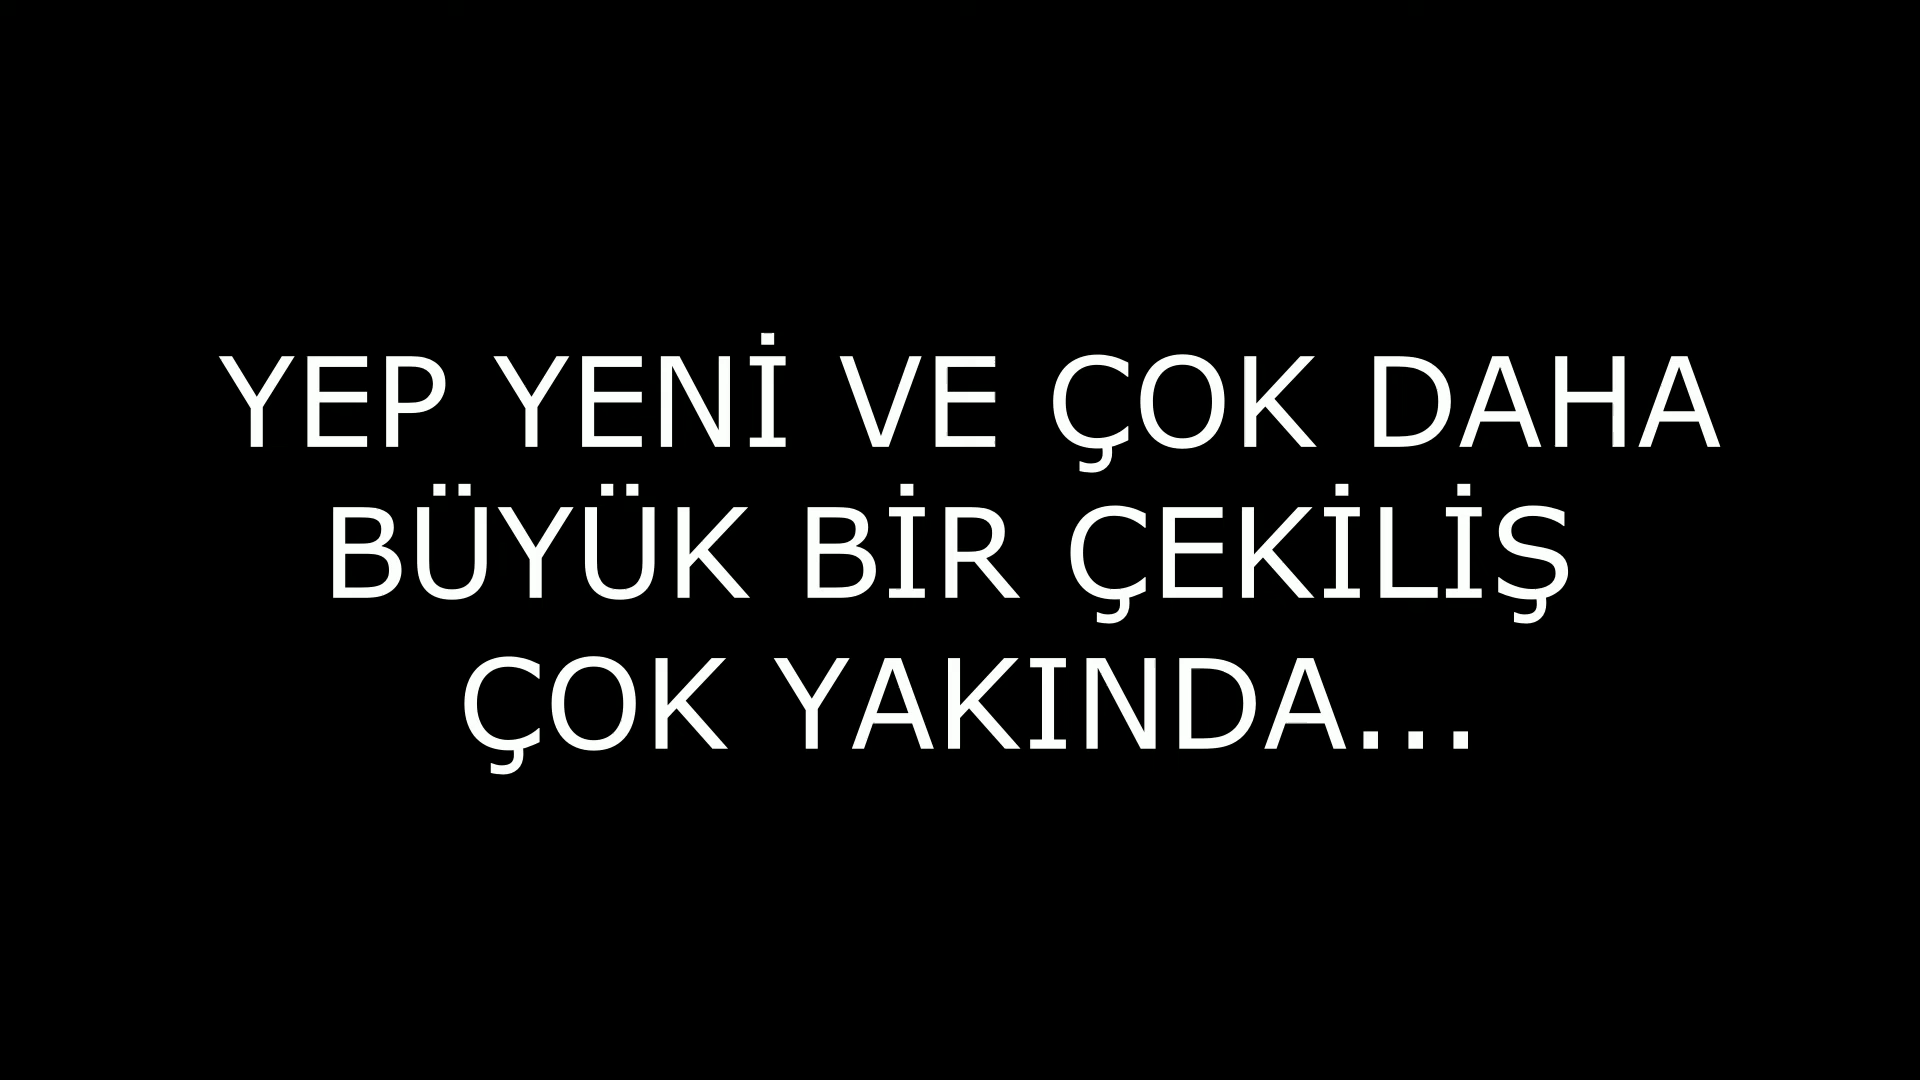 YEP YENİ VE ÇOK DAHA
BÜYÜK BİR ÇEKİLİŞ
ÇOK YAKINDA...